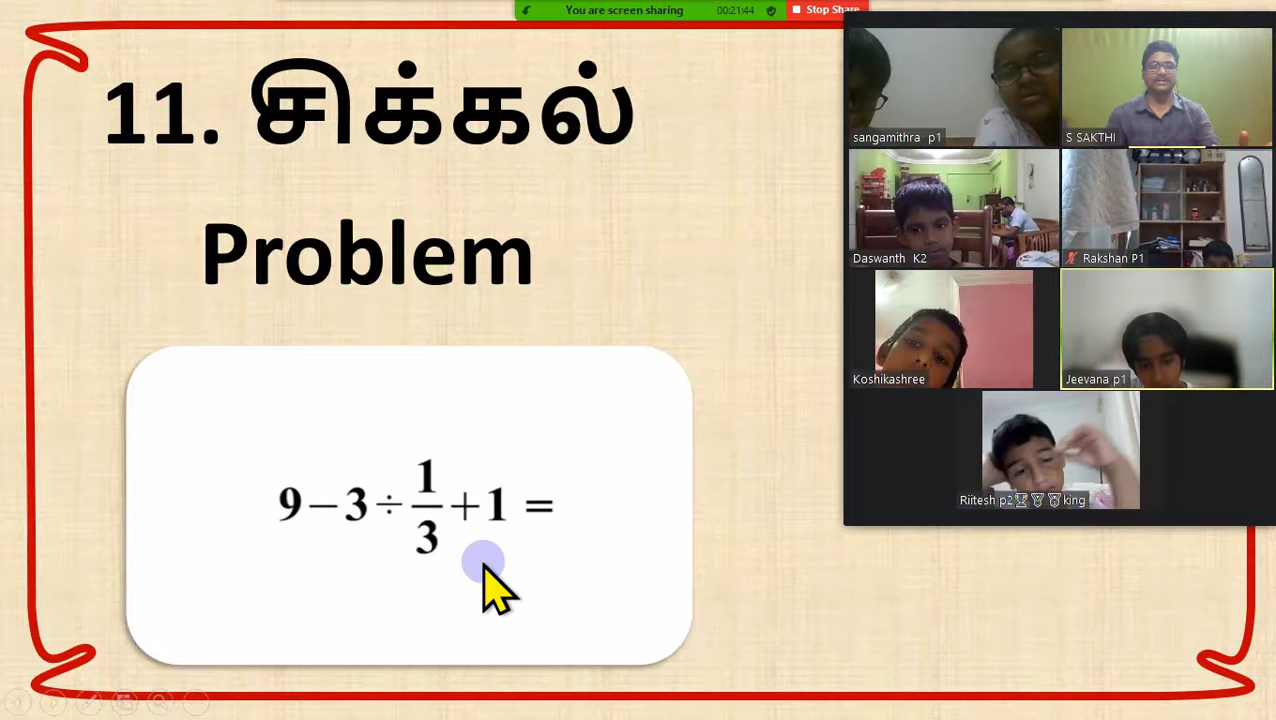 You are screen sharing 00:21:44 Stop Share
11. சிக்கல்
Problem
9 − 3 ÷ 1/3 + 1 =
sangamithra p1
S SAKTHI
Daswanth K2
Rakshan P1
Koshikashree
Jeevana p1
Riitesh p2🏆🎖🎖king